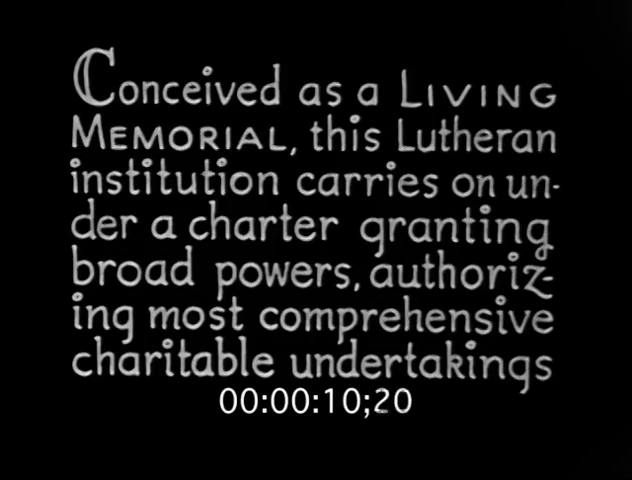 Conceived as a LIVING
MEMORIAL, this Lutheran
institution carries on un-
der a charter granting
broad powers, authoriz-
ing most comprehensive
charitable undertakings
00:00:10;20